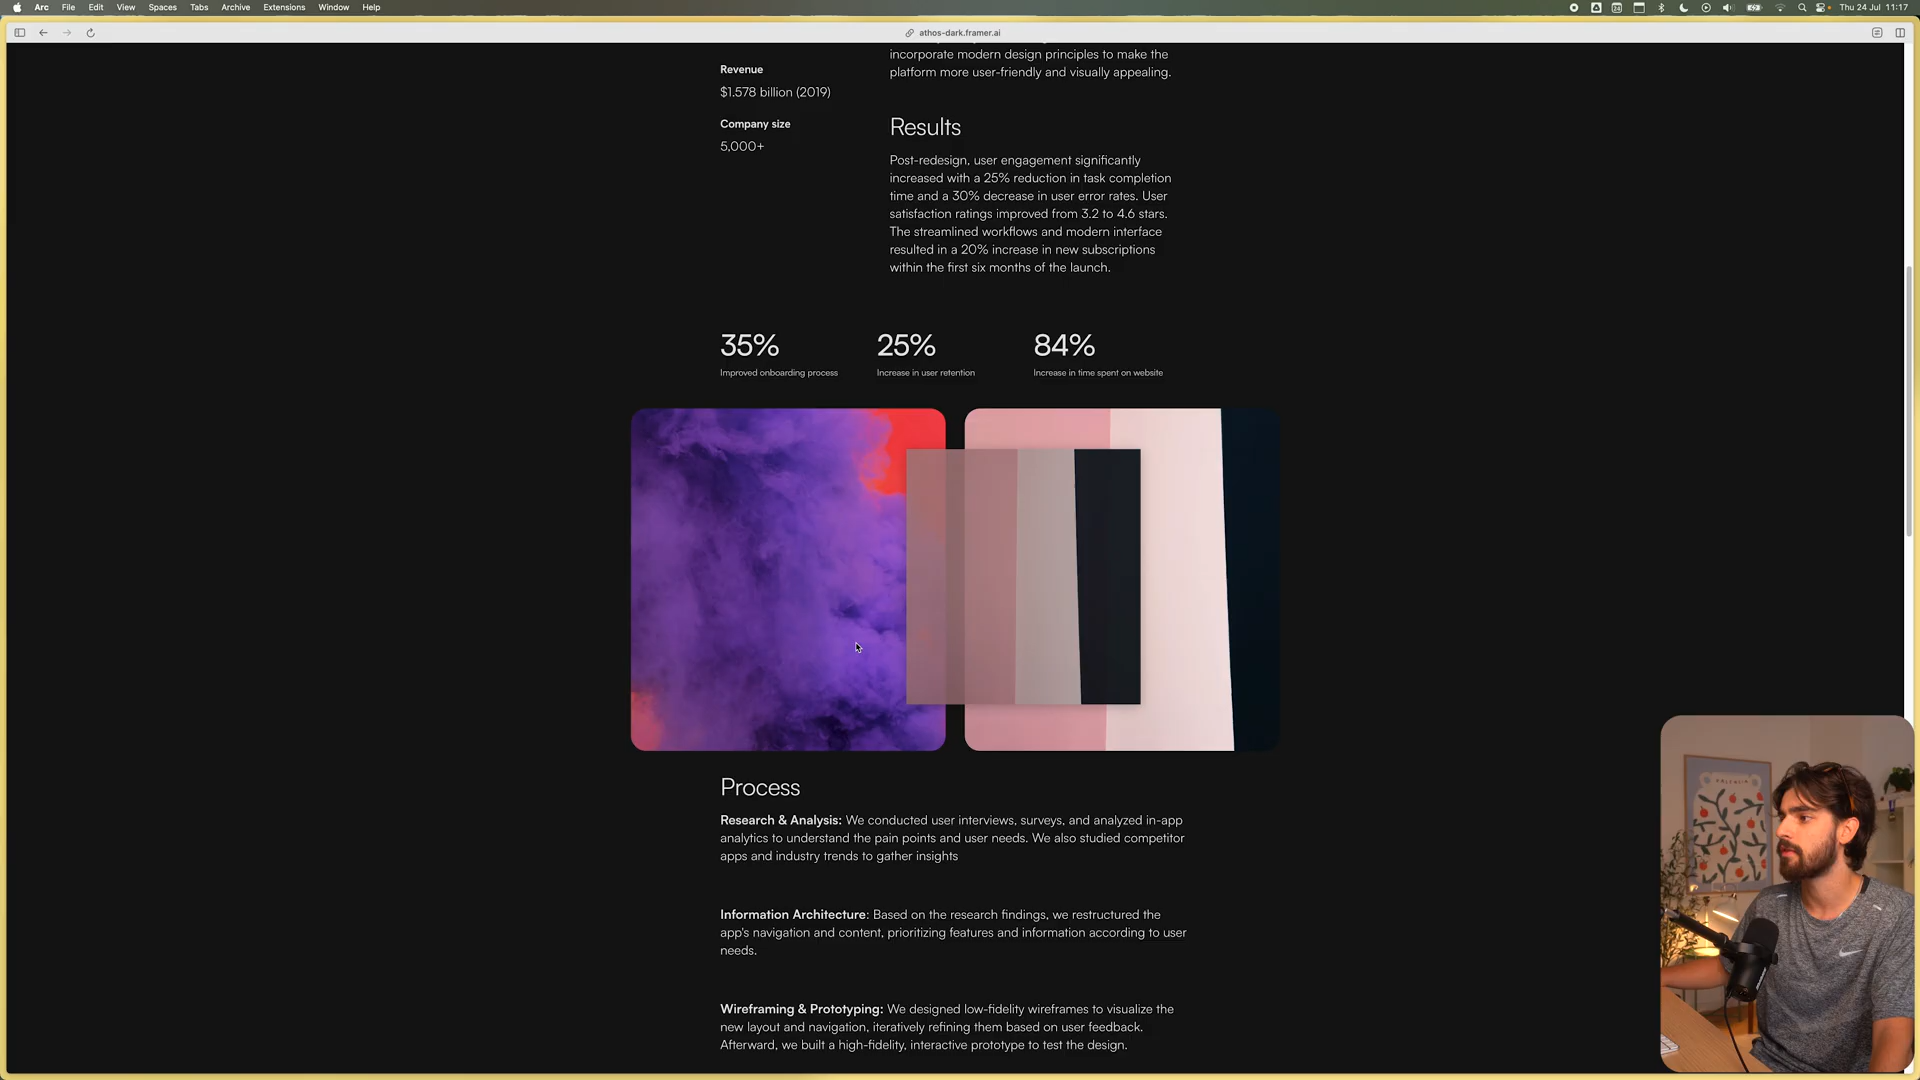 Arc File Edit View Spaces Tabs Archive Extensions Window Help
Thu 24 Jul 11:17
athos-dark.framer.ai
incorporate modern design principles to make the
platform more user-friendly and visually appealing.
Revenue
$1.578 billion (2019)
Company size
5,000+
Results
Post-redesign, user engagement significantly
increased with a 25% reduction in task completion
time and a 30% decrease in user error rates. User
satisfaction ratings improved from 3.2 to 4.6 stars.
The streamlined workflows and modern interface
resulted in a 20% increase in new subscriptions
within the first six months of the launch.
35% 25% 84%
Improved onboarding process Increase in user retention Increase in time spent on website
Process
Research & Analysis: We conducted user interviews, surveys, and analyzed in-app
analytics to understand the pain points and user needs. We also studied competitor
apps and industry trends to gather insights
Information Architecture: Based on the research findings, we restructured the
app's navigation and content, prioritizing features and information according to user
needs.
Wireframing & Prototyping: We designed low-fidelity wireframes to visualize the
new layout and navigation, iteratively refining them based on user feedback.
Afterward, we built a high-fidelity, interactive prototype to test the design.